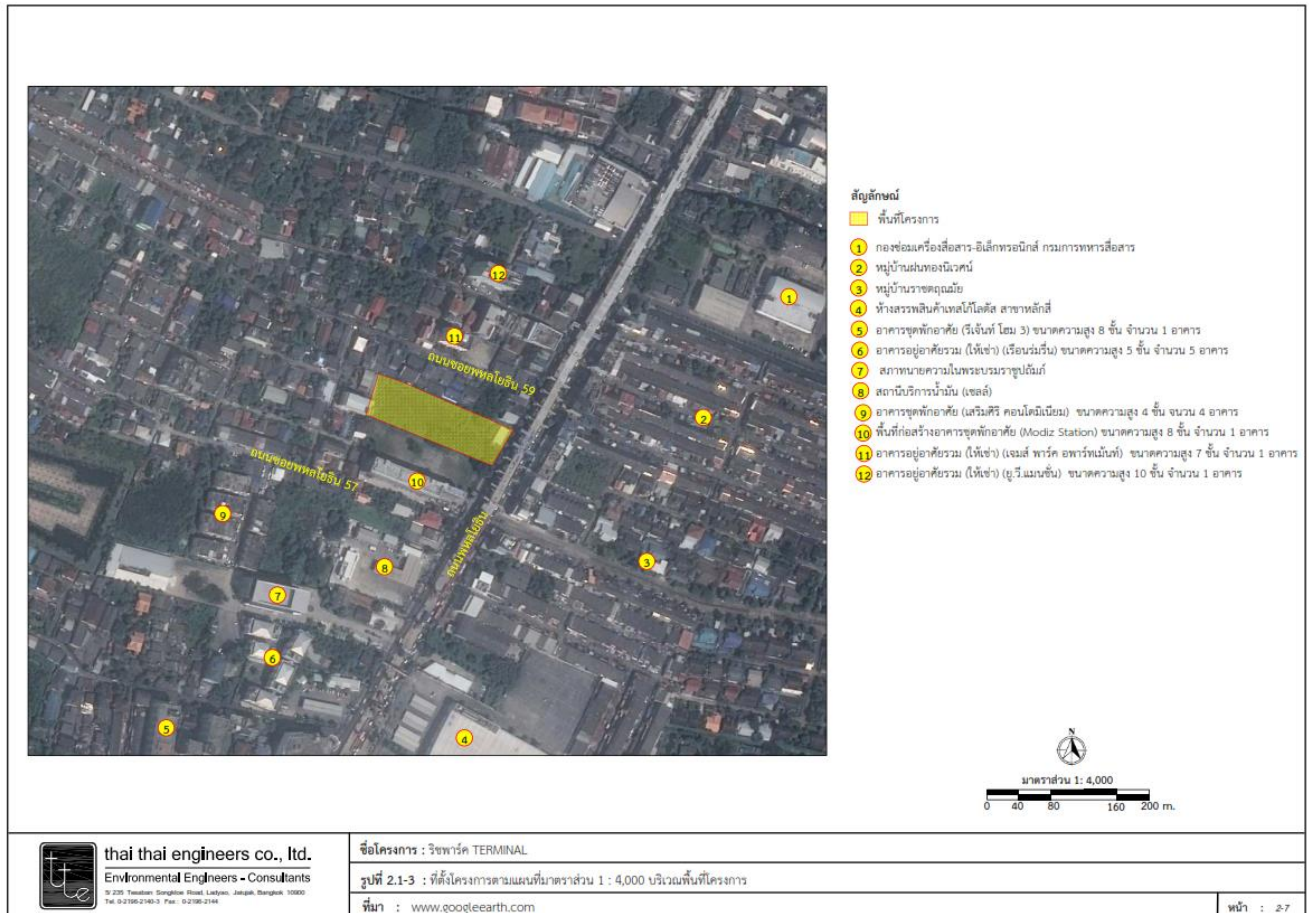 สัญลักษณ์
พื้นที่โครงการ
1 กองซ่อมเครื่องสื่อสาร-อิเล็กทรอนิกส์ กรมการทหารสื่อสาร
2 หมู่บ้านฝนทองนิเวศน์
3 หมู่บ้านราชตฤณมัย
4 ห้างสรรพสินค้าเทสโก้โลตัส สาขาหลักสี่
5 อาคารชุดพักอาศัย (รีเจ้นท์ โฮม 3) ขนาดความสูง 8 ชั้น จำนวน 1 อาคาร
6 อาคารอยู่อาศัยรวม (ให้เช่า) (เรือนร่มรื่น) ขนาดความสูง 5 ชั้น จำนวน 5 อาคาร
7 สภาทนายความในพระบรมราชูปถัมภ์
8 สถานีบริการน้ำมัน (เชลล์)
9 อาคารชุดพักอาศัย (เสริมศิริ คอนโดมิเนียม) ขนาดความสูง 4 ชั้น จนวน 4 อาคาร
10 พื้นที่ก่อสร้างอาคารชุดพักอาศัย (Modiz Station) ขนาดความสูง 8 ชั้น จำนวน 1 อาคาร
11 อาคารอยู่อาศัยรวม (ให้เช่า) (เจมส์ พาร์ค อพาร์ทเม้นท์) ขนาดความสูง 7 ชั้น จำนวน 1 อาคาร
12 อาคารอยู่อาศัยรวม (ให้เช่า) (ยู.วี.แมนชั่น) ขนาดความสูง 10 ชั้น จำนวน 1 อาคาร
12
1
11
ถนนซอยพหลโยธิน 59
2
ถนนซอยพหลโยธิน 57
10
9
ถนนพหลโยธิน
3
8
7
6
5
4
N
มาตราส่วน 1: 4,000
0 40 80 160 200 m.
tte
thai thai engineers co., ltd.
Environmental Engineers - Consultants
5/ 235 Tesaban Songkloe Road, Ladyao, Jatujak, Bangkok 10900
Tel. 0-2196-2140-3 Fax : 0-2196-2144
ชื่อโครงการ : ริชพาร์ค TERMINAL
รูปที่ 2.1-3 : ที่ตั้งโครงการตามแผนที่มาตราส่วน 1 : 4,000 บริเวณพื้นที่โครงการ
ที่มา : www.googleearth.com
หน้า : 2-7